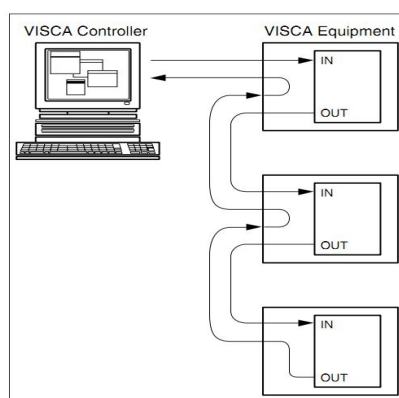 VISCA Controller
VISCA Equipment
IN
OUT
IN
OUT
IN
OUT